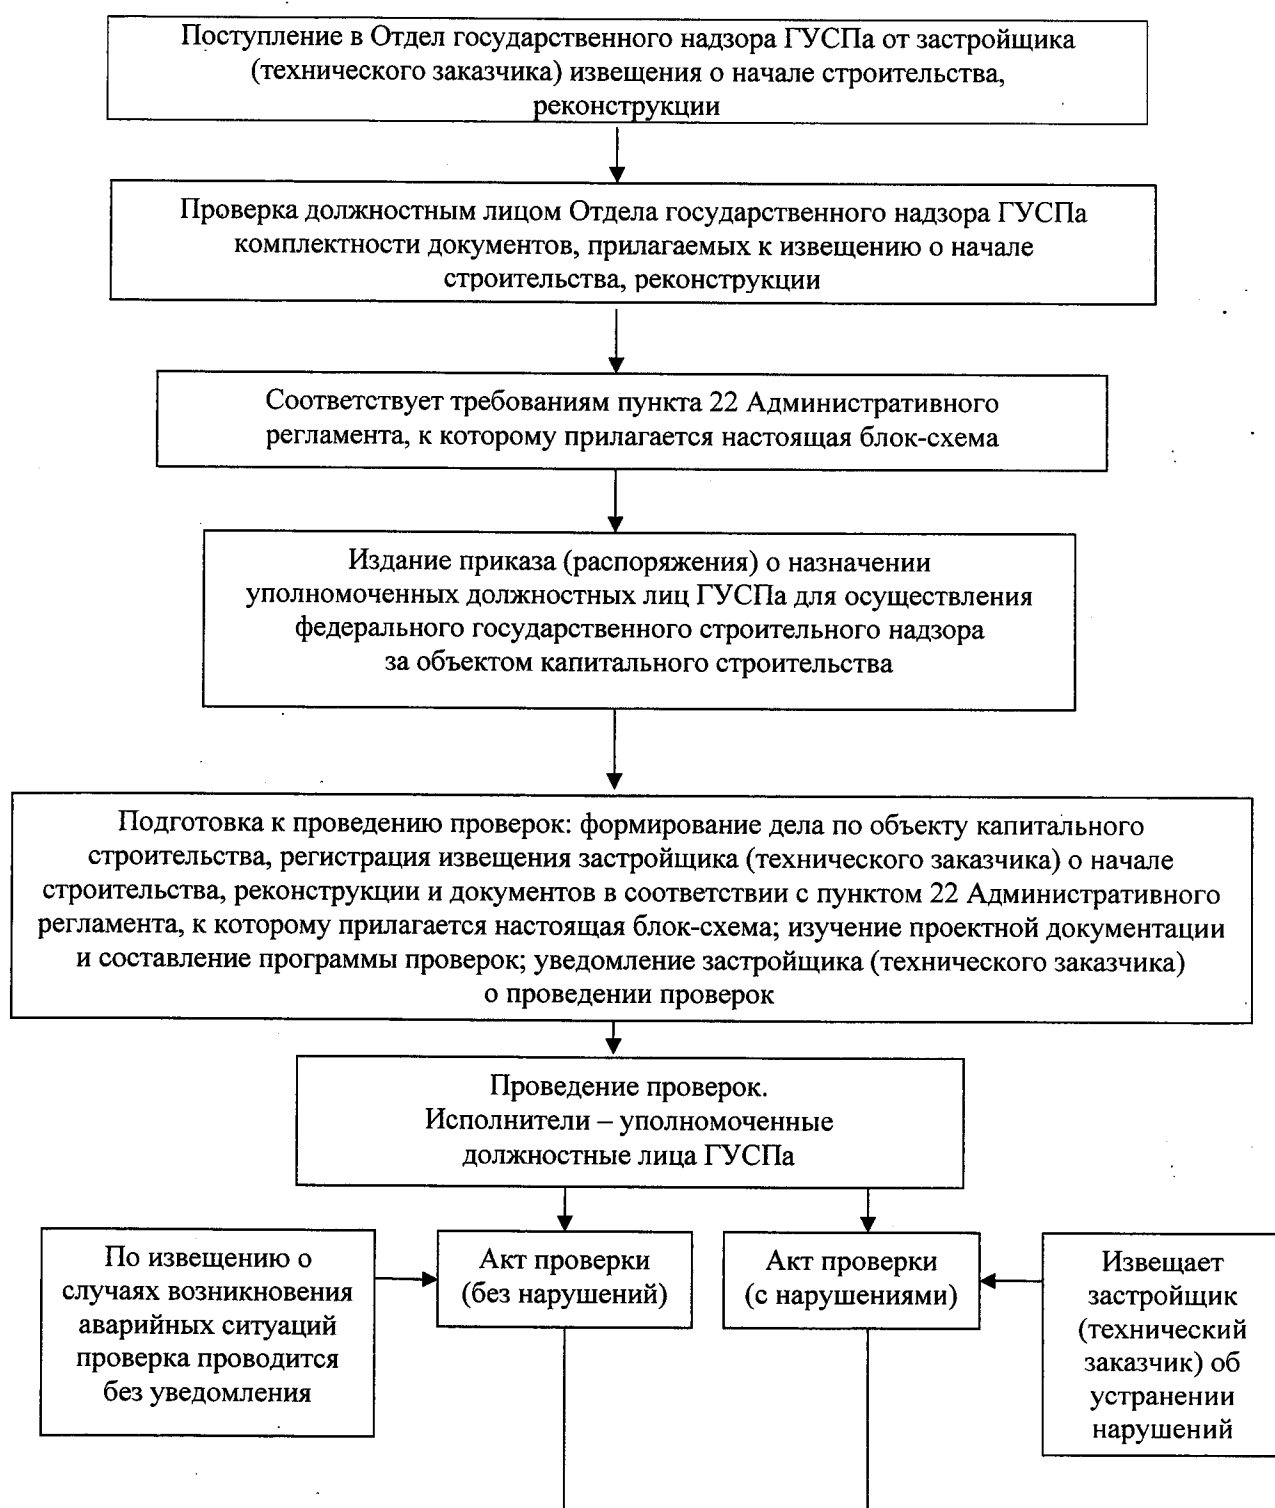 Поступление в Отдел государственного надзора ГУСПа от застройщика
(технического заказчика) извещения о начале строительства,
реконструкции
Проверка должностным лицом Отдела государственного надзора ГУСПа
комплектности документов, прилагаемых к извещению о начале
строительства, реконструкции
Соответствует требованиям пункта 22 Административного
регламента, к которому прилагается настоящая блок-схема
Издание приказа (распоряжения) о назначении
уполномоченных должностных лиц ГУСПа для осуществления
федерального государственного строительного надзора
за объектом капитального строительства
Подготовка к проведению проверок: формирование дела по объекту капитального
строительства, регистрация извещения застройщика (технического заказчика) о начале
строительства, реконструкции и документов в соответствии с пунктом 22 Административного
регламента, к которому прилагается настоящая блок-схема; изучение проектной документации
и составление программы проверок; уведомление застройщика (технического заказчика)
о проведении проверок
Проведение проверок.
Исполнители – уполномоченные
должностные лица ГУСПа
По извещению о
случаях возникновения
аварийных ситуаций
проверка проводится
без уведомления
Акт проверки
(без нарушений)
Акт проверки
(с нарушениями)
Извещает
застройщик
(технический
заказчик) об
устранении
нарушений